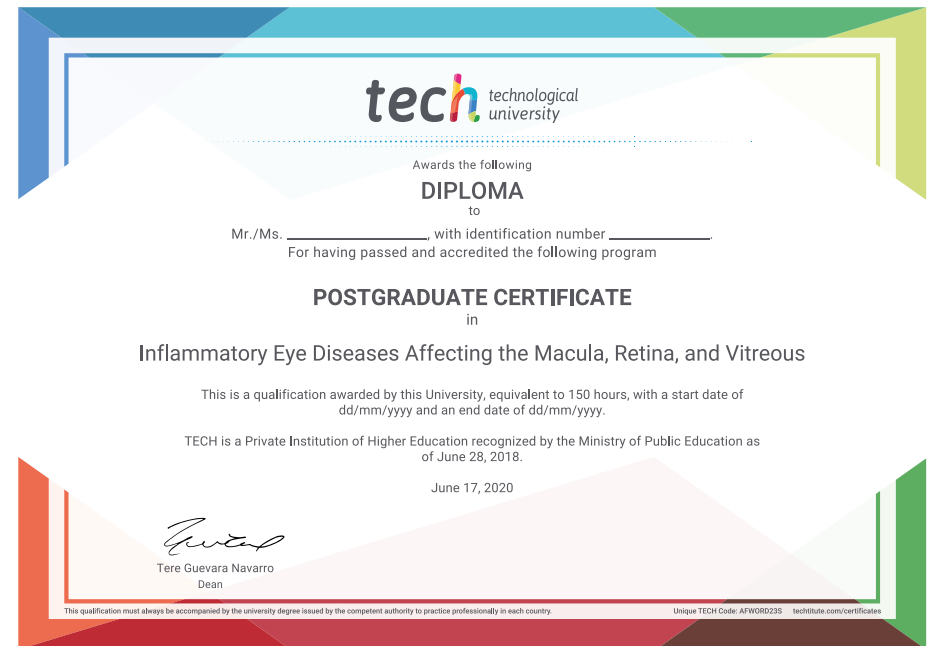 tech technological
university
Awards the following
DIPLOMA
to
Mr./Ms. ____________________, with identification number ______________.
For having passed and accredited the following program
POSTGRADUATE CERTIFICATE
in
Inflammatory Eye Diseases Affecting the Macula, Retina, and Vitreous
This is a qualification awarded by this University, equivalent to 150 hours, with a start date of
dd/mm/yyyy and an end date of dd/mm/yyyy.
TECH is a Private Institution of Higher Education recognized by the Ministry of Public Education as
of June 28, 2018.
June 17, 2020
Tere Guevara Navarro
Dean
This qualification must always be accompanied by the university degree issued by the competent authority to practice professionally in each country. Unique TECH Code: AFWORD23S techtitute.com/certificates